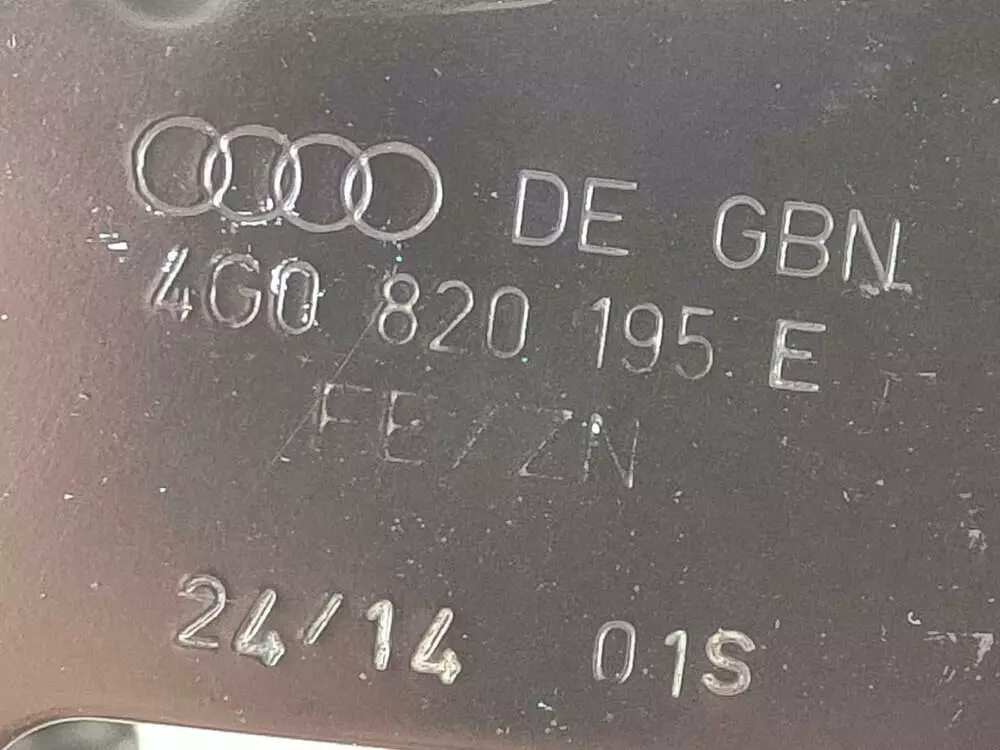 DE GBN
4G0 820 195 E
FE/ZN
24/14 01S